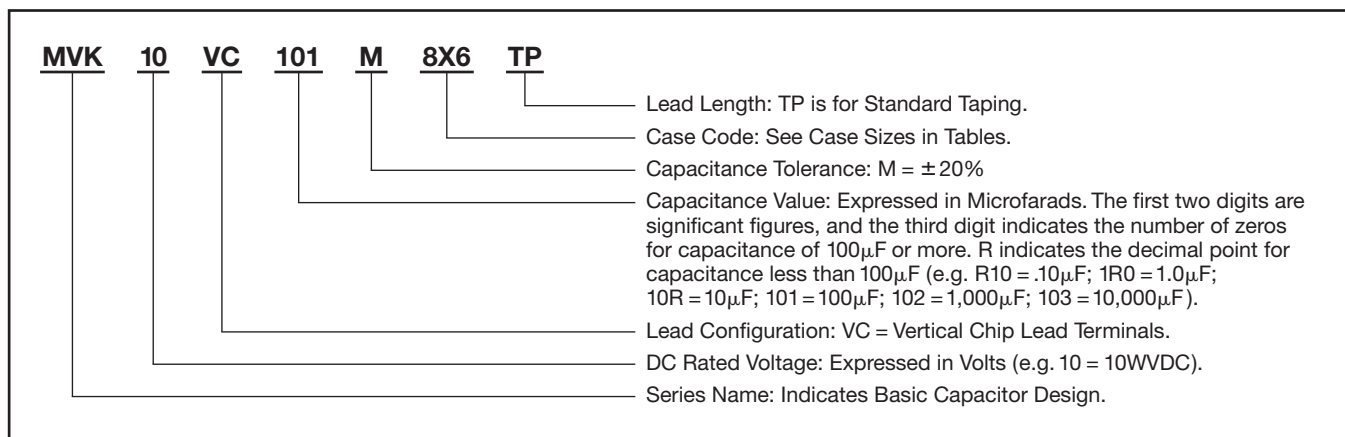 MVK 10 VC 101 M 8X6 TP
Lead Length: TP is for Standard Taping.
Case Code: See Case Sizes in Tables.
Capacitance Tolerance: M = ±20%
Capacitance Value: Expressed in Microfarads. The first two digits are
significant figures, and the third digit indicates the number of zeros
for capacitance of 100µF or more. R indicates the decimal point for
capacitance less than 100µF (e.g. R10 = .10µF; 1R0 = 1.0µF;
10R = 10µF; 101 = 100µF; 102 = 1,000µF; 103 = 10,000µF).
Lead Configuration: VC = Vertical Chip Lead Terminals.
DC Rated Voltage: Expressed in Volts (e.g. 10 = 10WVDC).
Series Name: Indicates Basic Capacitor Design.